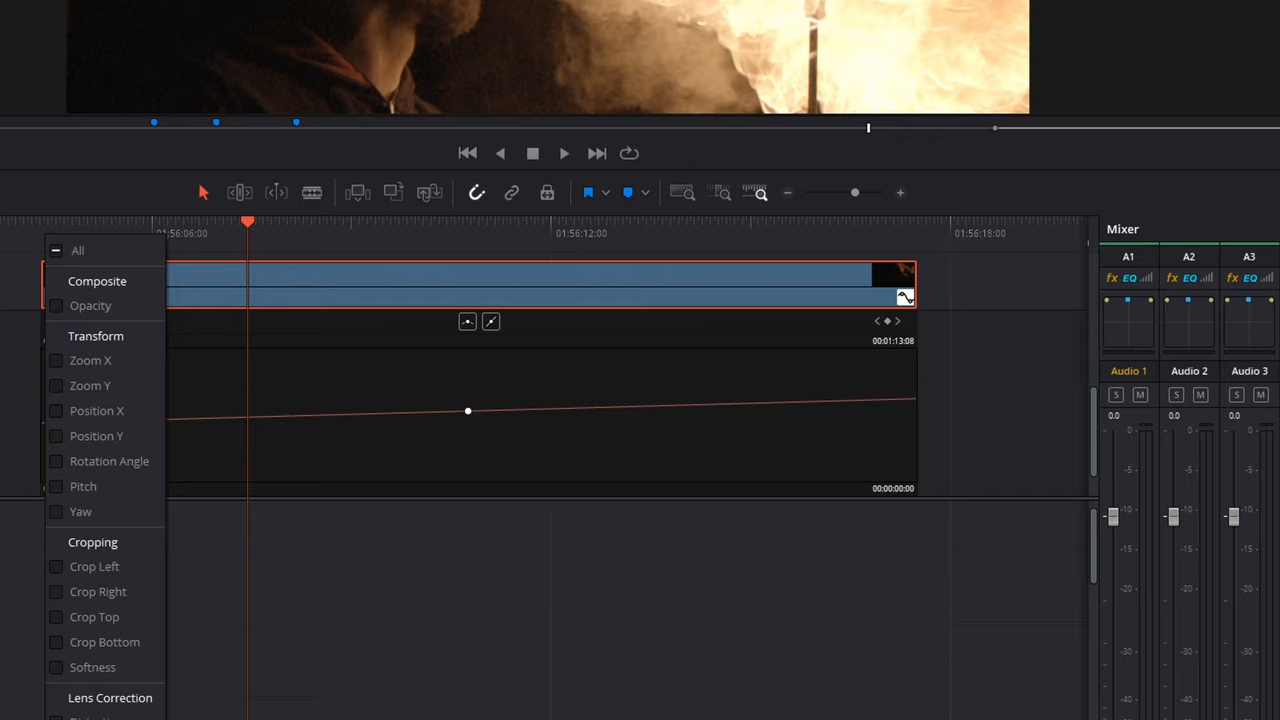 01:56:06:00
01:56:12:00
01:56:18:00
Mixer
A1
A2
A3
fx EQ
fx EQ
fx EQ
All
Composite
Opacity
Transform
Zoom X
Zoom Y
Position X
Position Y
Rotation Angle
Pitch
Yaw
Cropping
Crop Left
Crop Right
Crop Top
Crop Bottom
Softness
Lens Correction
00:01:13:08
00:00:00:00
Audio 1
Audio 2
Audio 3
S M
S M
S M
0.0
0.0
0.0
0
-5
-10
-15
-20
-30
-40
0
-5
-10
-15
-20
-30
-40
0
-5
-10
-15
-20
-30
-40